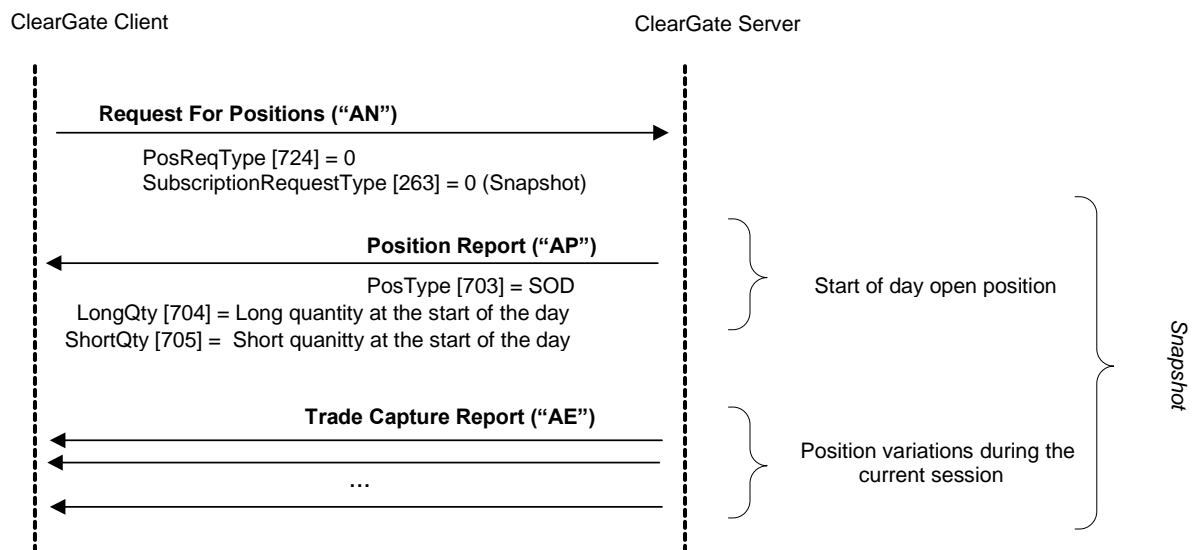 ClearGate Client
ClearGate Server
Request For Positions (“AN”)
PosReqType [724] = 0
SubscriptionRequestType [263] = 0 (Snapshot)
Position Report (“AP”)
PosType [703] = SOD
LongQty [704] = Long quantity at the start of the day
ShortQty [705] = Short quanitty at the start of the day
Start of day open position
Snapshot
Trade Capture Report (“AE”)
...
Position variations during the
current session